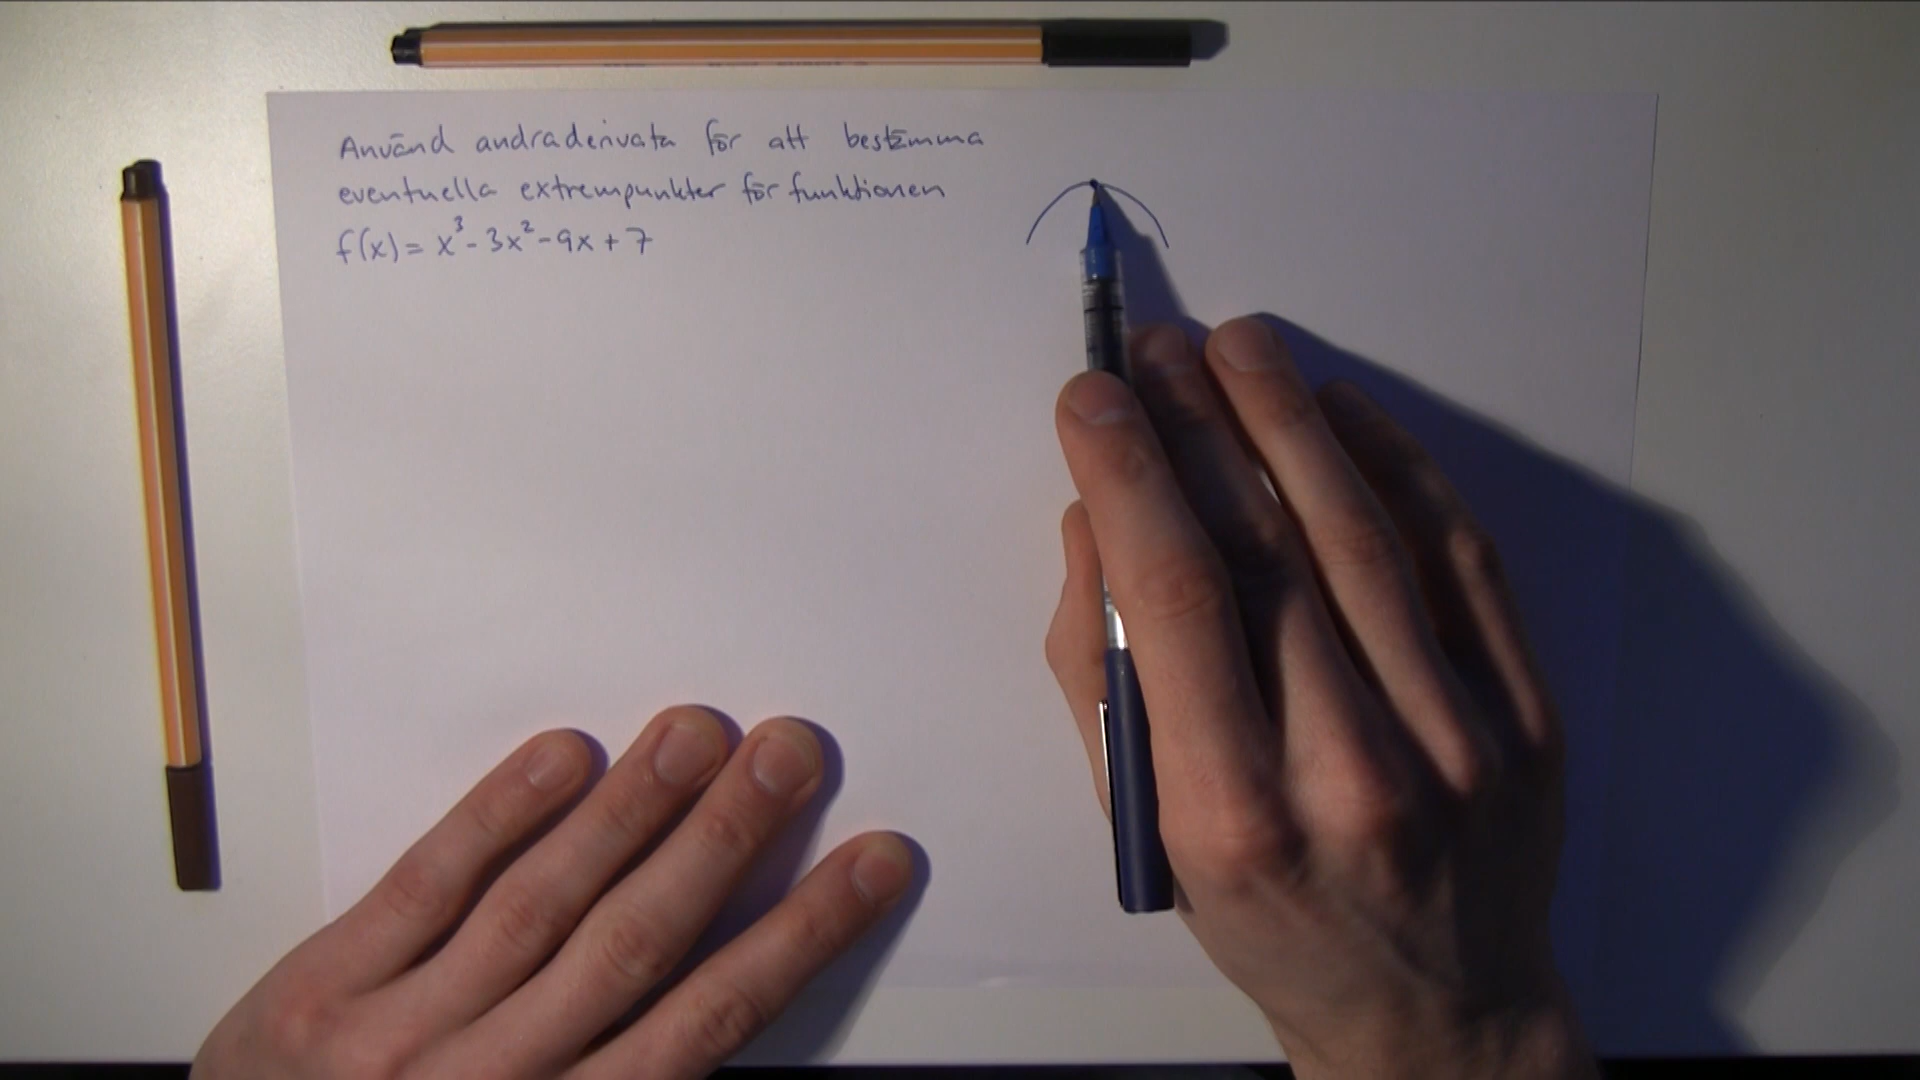 Använd andraderivata för att bestämma
eventuella extrempunkter för funktionen
f(x) = x³ - 3x² - 9x + 7